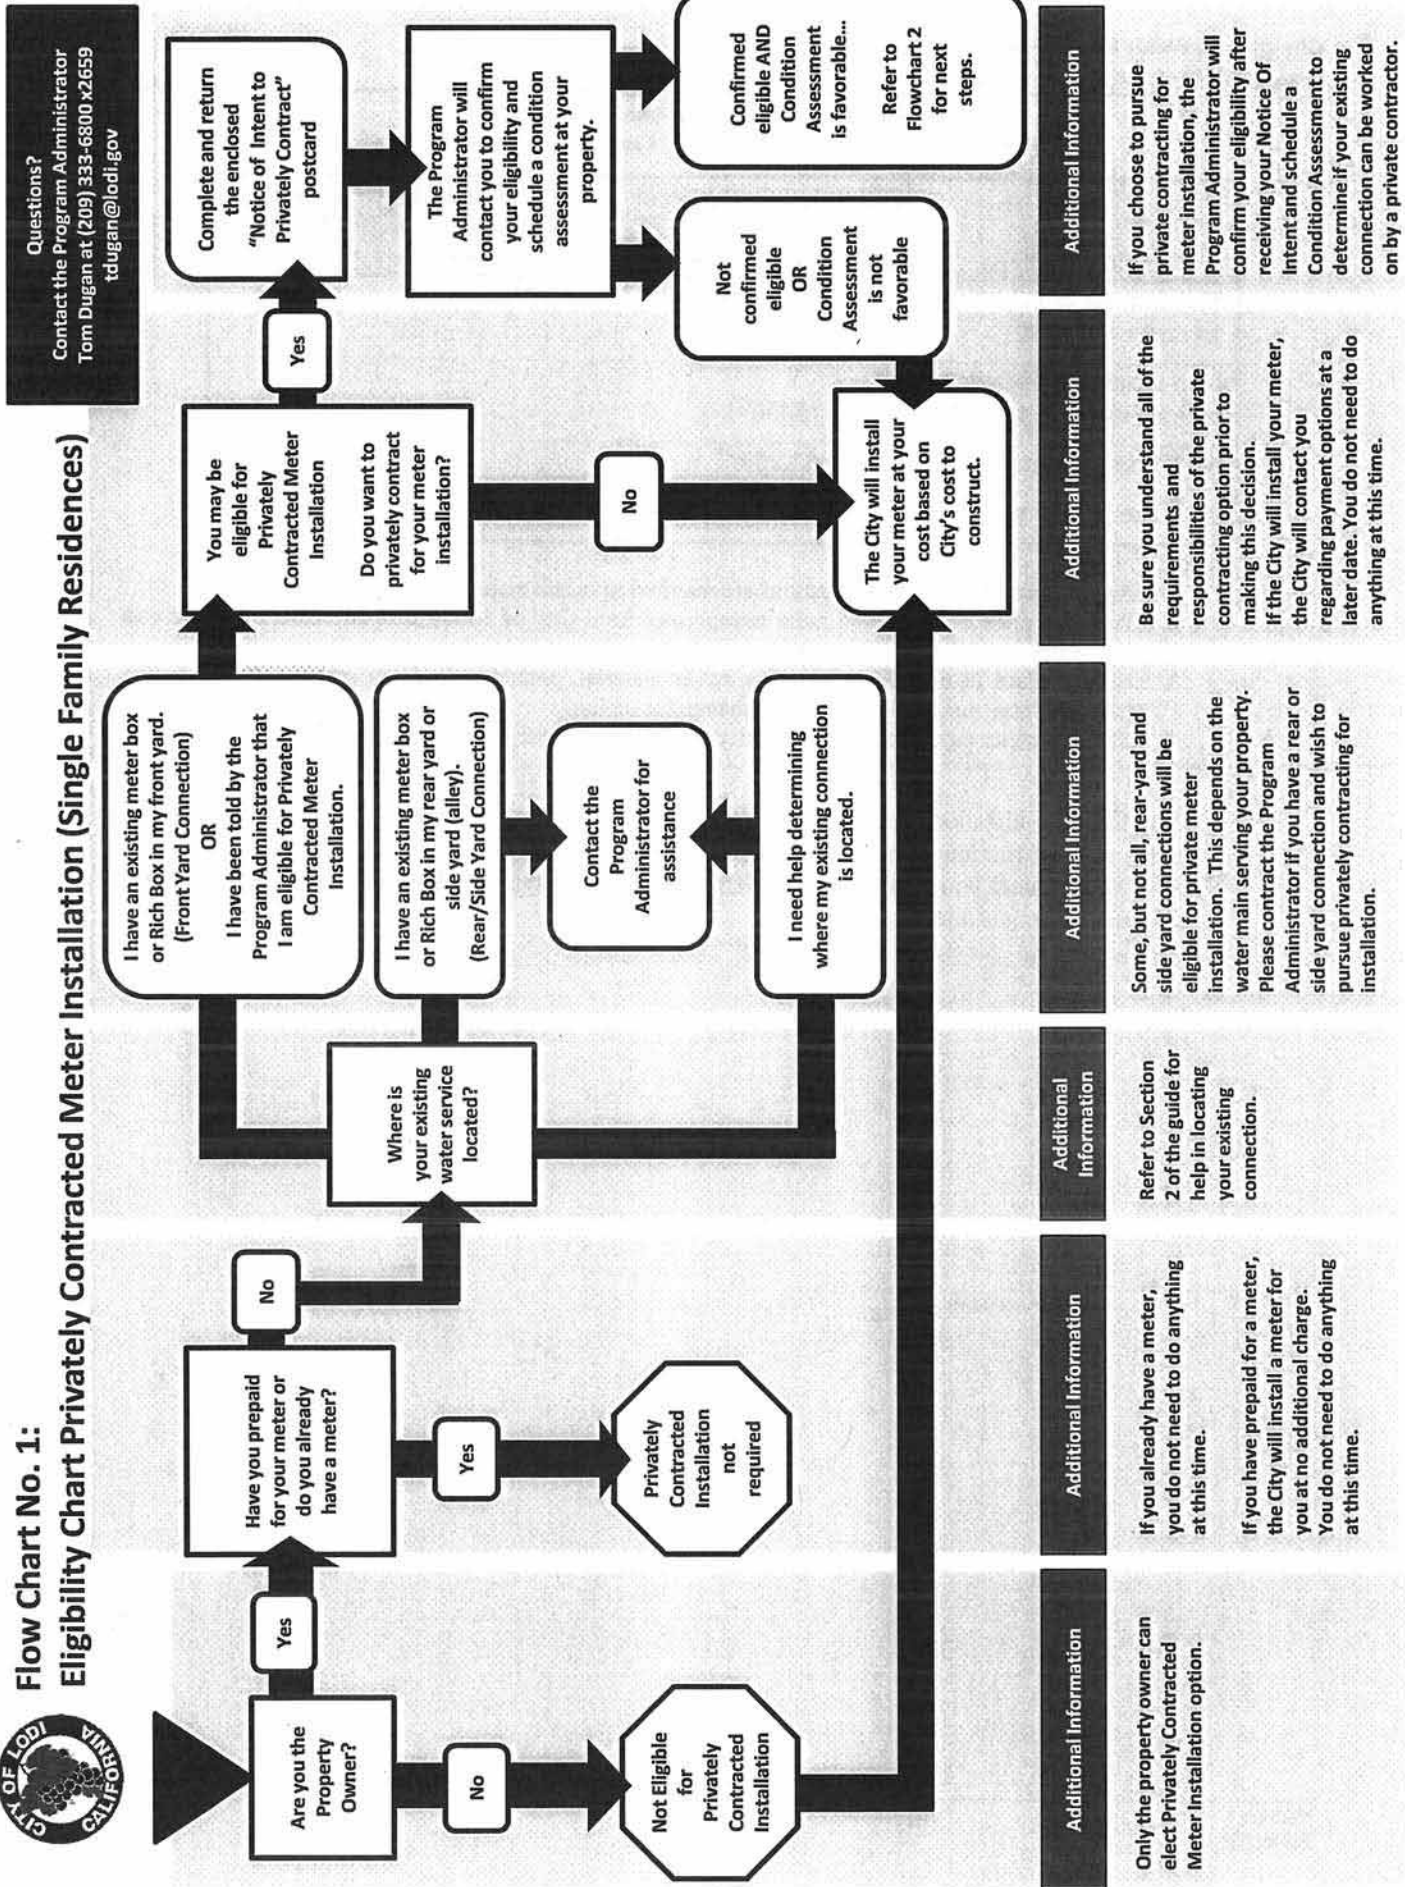 CITY OF LODI
CALIFORNIA
Flow Chart No. 1:
Eligibility Chart Privately Contracted Meter Installation (Single Family Residences)
Questions?
Contact the Program Administrator
Tom Dugan at (209) 333-6800 x2659
tdugan@lodi.gov
Are you the
Property
Owner?
Yes
No
Not Eligible
for
Privately
Contracted
Installation
Have you prepaid
for your meter or
do you already
have a meter?
No
Yes
Privately
Contracted
Installation
not
required
Where is
your existing
water service
located?
I have an existing meter box
or Rich Box in my front yard.
(Front Yard Connection)
OR
I have been told by the
Program Administrator that
I am eligible for Privately
Contracted Meter
Installation.
I have an existing meter box
or Rich Box in my rear yard or
side yard (alley).
(Rear/Side Yard Connection)
Contact the
Program
Administrator for
assistance
I need help determining
where my existing connection
is located.
You may be
eligible for
Privately
Contracted Meter
Installation
Do you want to
privately contract
for your meter
installation?
Yes
No
The City will install
your meter at your
cost based on
City's cost to
construct.
Complete and return
the enclosed
"Notice of Intent to
Privately Contract"
postcard
The Program
Administrator will
contact you to confirm
your eligibility and
schedule a condition
assessment at your
property.
Not
confirmed
eligible
OR
Condition
Assessment
is not
favorable
Confirmed
eligible AND
Condition
Assessment
is favorable...
Refer to
Flowchart 2
for next
steps.
Additional Information
Only the property owner can
elect Privately Contracted
Meter Installation option.
Additional Information
If you already have a meter,
you do not need to do anything
at this time.
If you have prepaid for a meter,
the City will install a meter for
you at no additional charge.
You do not need to do anything
at this time.
Additional
Information
Refer to Section
2 of the guide for
help in locating
your existing
connection.
Additional Information
Some, but not all, rear-yard and
side yard connections will be
eligible for private meter
installation. This depends on the
water main serving your property.
Please contract the Program
Administrator if you have a rear or
side yard connection and wish to
pursue privately contracting for
installation.
Additional Information
Be sure you understand all of the
requirements and
responsibilities of the private
contracting option prior to
making this decision.
If the City will install your meter,
the City will contact you
regarding payment options at a
later date. You do not need to do
anything at this time.
Additional Information
If you choose to pursue
private contracting for
meter installation, the
Program Administrator will
confirm your eligibility after
receiving your Notice Of
Intent and schedule a
Condition Assessment to
determine if your existing
connection can be worked
on by a private contractor.